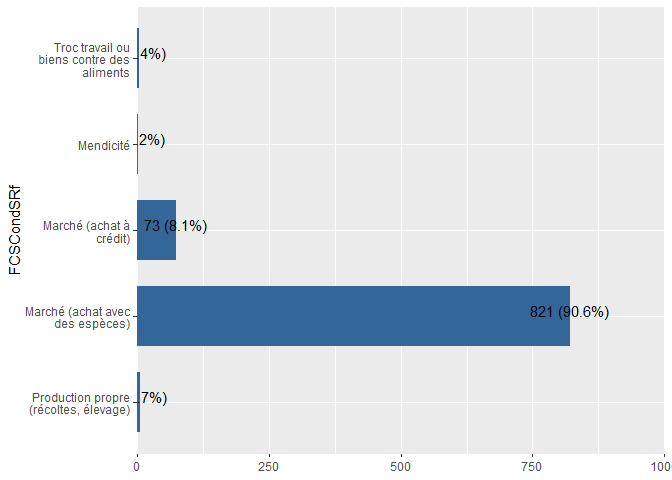 Troc travail ou
biens contre des
aliments
4%)
Mendicité
2%)
Marché (achat à
crédit)
73 (8.1%)
Marché (achat avec
des espèces)
821 (90.6%)
Production propre
(récoltes, élevage)
7%)
FCSCondSRf
0
250
500
750
100